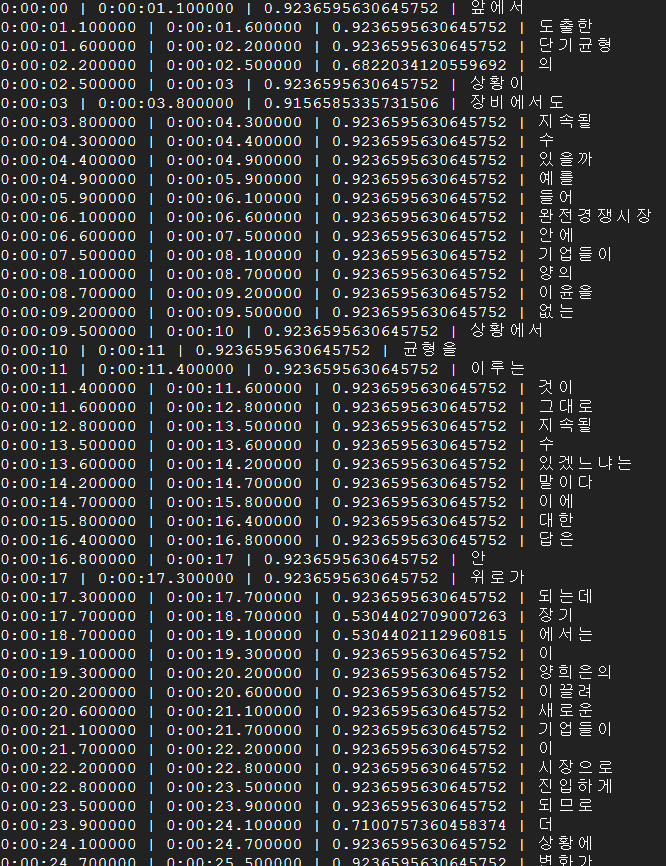 0:00:00 | 0:00:01.100000 | 0.9236595630645752 | 앞에서
0:00:01.100000 | 0:00:01.600000 | 0.9236595630645752 | 도출한
0:00:01.600000 | 0:00:02.200000 | 0.9236595630645752 | 단기균형
0:00:02.200000 | 0:00:02.500000 | 0.6822034120559692 | 의
0:00:02.500000 | 0:00:03 | 0.9236595630645752 | 상황이
0:00:03 | 0:00:03.800000 | 0.9156585335731506 | 장비에서도
0:00:03.800000 | 0:00:04.300000 | 0.9236595630645752 | 지속될
0:00:04.300000 | 0:00:04.400000 | 0.9236595630645752 | 수
0:00:04.400000 | 0:00:04.900000 | 0.9236595630645752 | 있을까
0:00:04.900000 | 0:00:05.900000 | 0.9236595630645752 | 예를
0:00:05.900000 | 0:00:06.100000 | 0.9236595630645752 | 들어
0:00:06.100000 | 0:00:06.600000 | 0.9236595630645752 | 완전경쟁시장
0:00:06.600000 | 0:00:07.500000 | 0.9236595630645752 | 안에
0:00:07.500000 | 0:00:08.100000 | 0.9236595630645752 | 기업들이
0:00:08.100000 | 0:00:08.700000 | 0.9236595630645752 | 양의
0:00:08.700000 | 0:00:09.200000 | 0.9236595630645752 | 이윤을
0:00:09.200000 | 0:00:09.500000 | 0.9236595630645752 | 없는
0:00:09.500000 | 0:00:10 | 0.9236595630645752 | 상황에서
0:00:10 | 0:00:11 | 0.9236595630645752 | 균형을
0:00:11 | 0:00:11.400000 | 0.9236595630645752 | 이루는
0:00:11.400000 | 0:00:11.600000 | 0.9236595630645752 | 것이
0:00:11.600000 | 0:00:12.800000 | 0.9236595630645752 | 그대로
0:00:12.800000 | 0:00:13.500000 | 0.9236595630645752 | 지속될
0:00:13.500000 | 0:00:13.600000 | 0.9236595630645752 | 수
0:00:13.600000 | 0:00:14.200000 | 0.9236595630645752 | 있겠느냐는
0:00:14.200000 | 0:00:14.700000 | 0.9236595630645752 | 말이다
0:00:14.700000 | 0:00:15.800000 | 0.9236595630645752 | 이에
0:00:15.800000 | 0:00:16.400000 | 0.9236595630645752 | 대한
0:00:16.400000 | 0:00:16.800000 | 0.9236595630645752 | 답은
0:00:16.800000 | 0:00:17 | 0.9236595630645752 | 안
0:00:17 | 0:00:17.300000 | 0.9236595630645752 | 위로가
0:00:17.300000 | 0:00:17.700000 | 0.9236595630645752 | 되는데
0:00:17.700000 | 0:00:18.700000 | 0.5304402709007263 | 장기
0:00:18.700000 | 0:00:19.100000 | 0.5304402112960815 | 에서는
0:00:19.100000 | 0:00:19.300000 | 0.9236595630645752 | 이
0:00:19.300000 | 0:00:20.200000 | 0.9236595630645752 | 양희은의
0:00:20.200000 | 0:00:20.600000 | 0.9236595630645752 | 이끌려
0:00:20.600000 | 0:00:21.100000 | 0.9236595630645752 | 새로운
0:00:21.100000 | 0:00:21.700000 | 0.9236595630645752 | 기업들이
0:00:21.700000 | 0:00:22.200000 | 0.9236595630645752 | 이
0:00:22.200000 | 0:00:22.800000 | 0.9236595630645752 | 시장으로
0:00:22.800000 | 0:00:23.500000 | 0.9236595630645752 | 진입하게
0:00:23.500000 | 0:00:23.900000 | 0.9236595630645752 | 되므로
0:00:23.900000 | 0:00:24.100000 | 0.7100757360458374 | 더
0:00:24.100000 | 0:00:24.700000 | 0.9236595630645752 | 상황에
0:00:24.700000 | 0:00:25.500000 | 0.9236595630645752 | 변화가